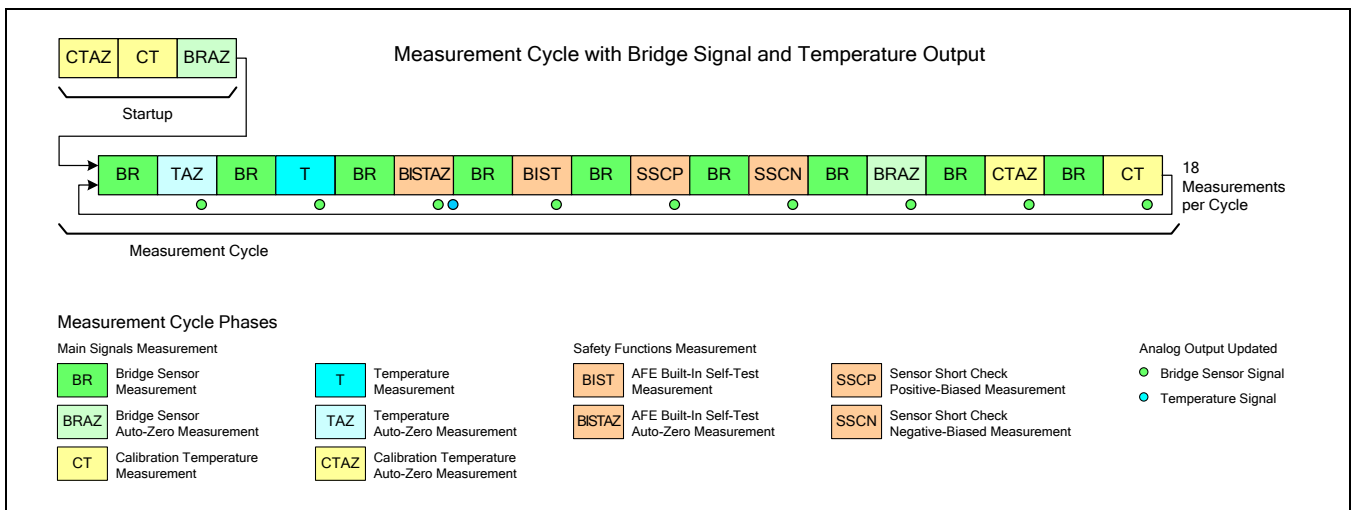 Measurement Cycle with Bridge Signal and Temperature Output
CTAZ CT BRAZ
Startup
BR TAZ BR T BR BISTAZ BR BIST BR SSCP BR SSCN BR BRAZ BR CTAZ BR CT
18
Measurements
per Cycle
Measurement Cycle
Measurement Cycle Phases
Main Signals Measurement
BR Bridge Sensor
Measurement
BRAZ Bridge Sensor
Auto-Zero Measurement
CT Calibration Temperature
Measurement
T Temperature
Measurement
TAZ Temperature
Auto-Zero Measurement
CTAZ Calibration Temperature
Auto-Zero Measurement
Safety Functions Measurement
BIST AFE Built-In Self-Test
Measurement
BISTAZ AFE Built-In Self-Test
Auto-Zero Measurement
SSCP Sensor Short Check
Positive-Biased Measurement
SSCN Sensor Short Check
Negative-Biased Measurement
Analog Output Updated
Bridge Sensor Signal
Temperature Signal